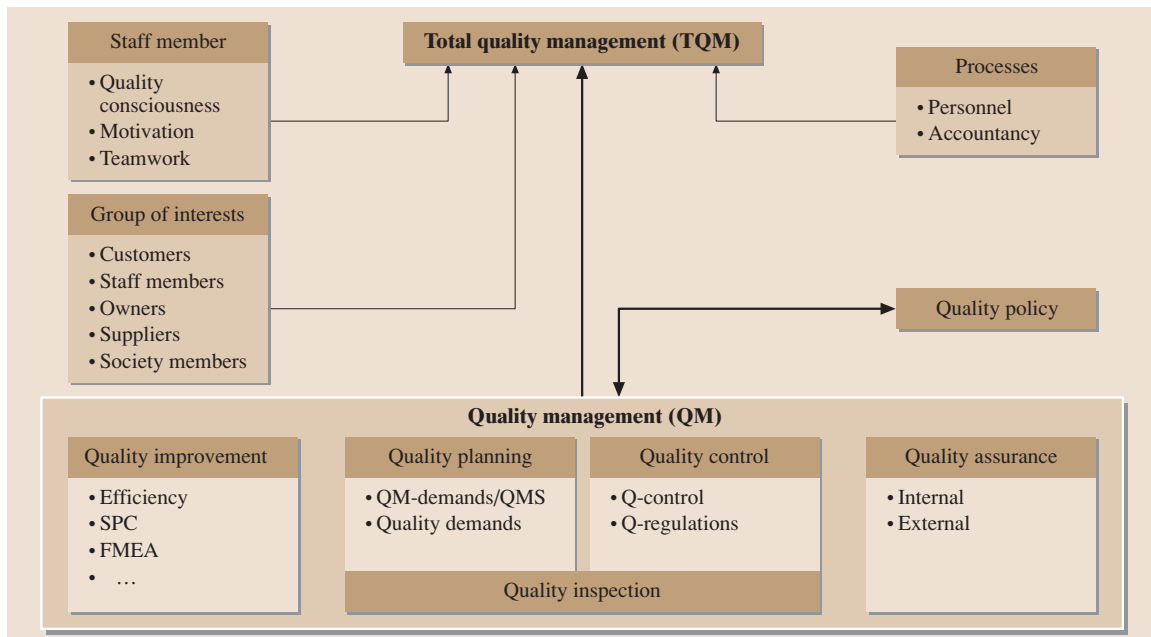 Staff member
• Quality
consciousness
• Motivation
• Teamwork
Total quality management (TQM)
Processes
• Personnel
• Accountancy
Group of interests
• Customers
• Staff members
• Owners
• Suppliers
• Society members
Quality policy
Quality management (QM)
Quality improvement
• Efficiency
• SPC
• FMEA
• …
Quality planning
• QM-demands/QMS
• Quality demands
Quality control
• Q-control
• Q-regulations
Quality inspection
Quality assurance
• Internal
• External